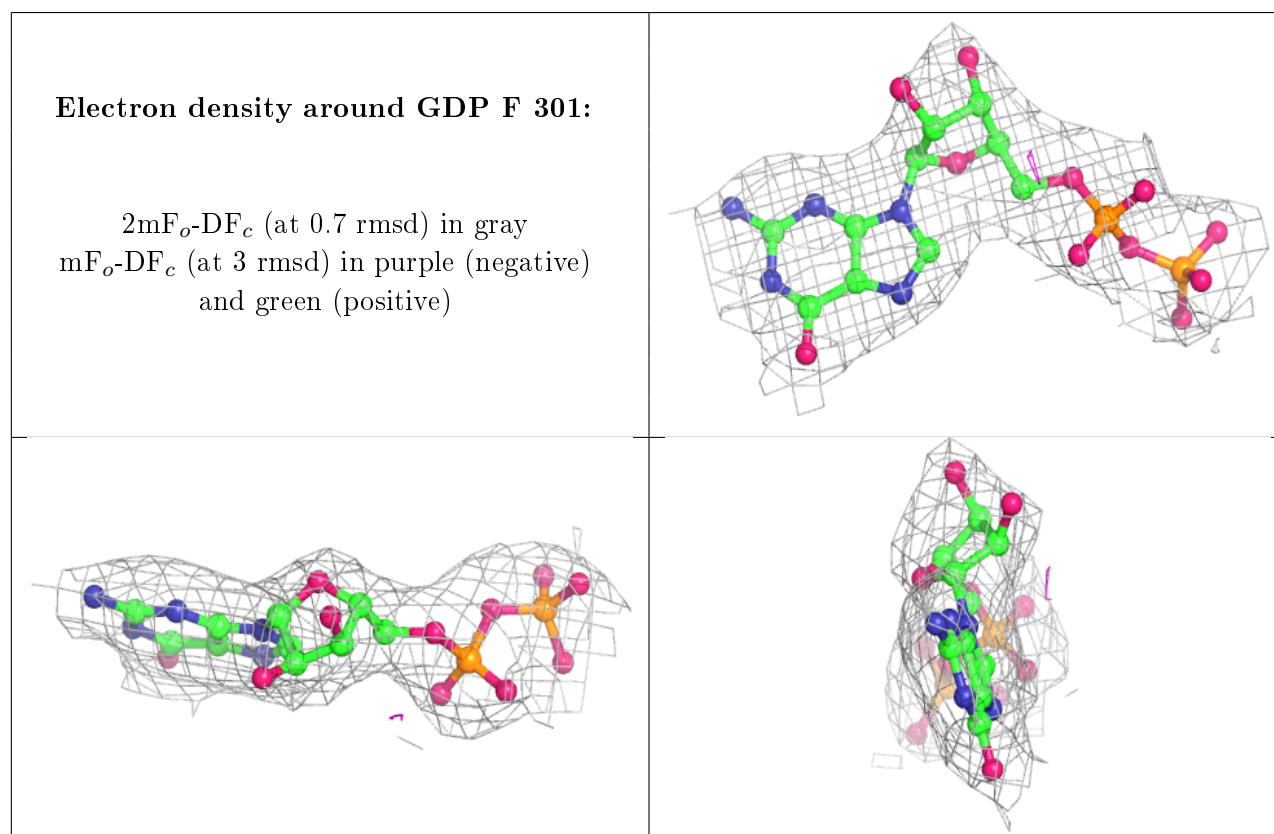 Electron density around GDP F 301:
2mFₒ-DF𝒸 (at 0.7 rmsd) in gray
mFₒ-DF𝒸 (at 3 rmsd) in purple (negative)
and green (positive)